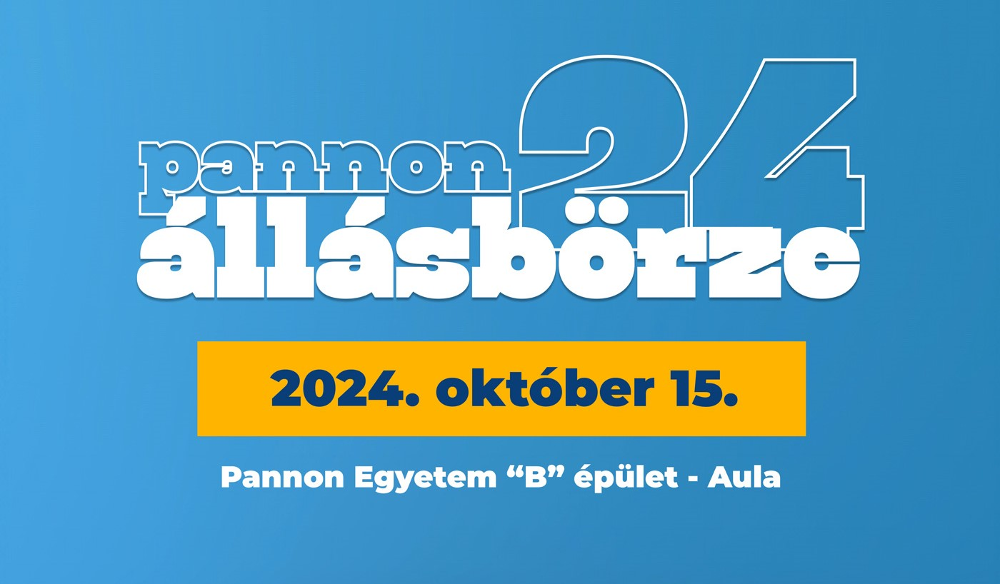 pannon 24
állásbörze
2024. október 15.
Pannon Egyetem “B” épület - Aula